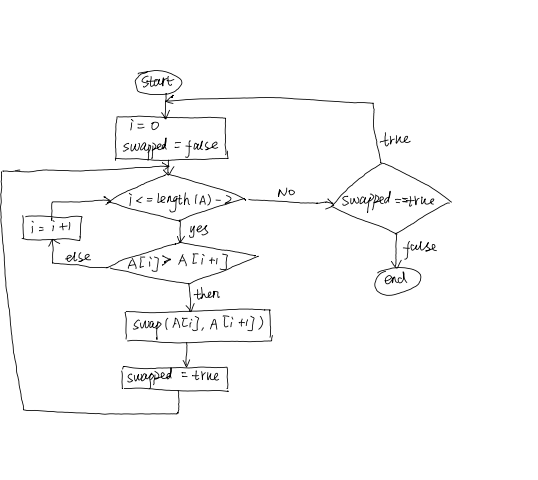 Start
i = 0
swapped = false
i <= length (A) - 2
No
swapped == true
true
i = i + 1
yes
else
A[i] > A[i+1]
false
end
then
swap(A[i], A[i+1])
swapped = true